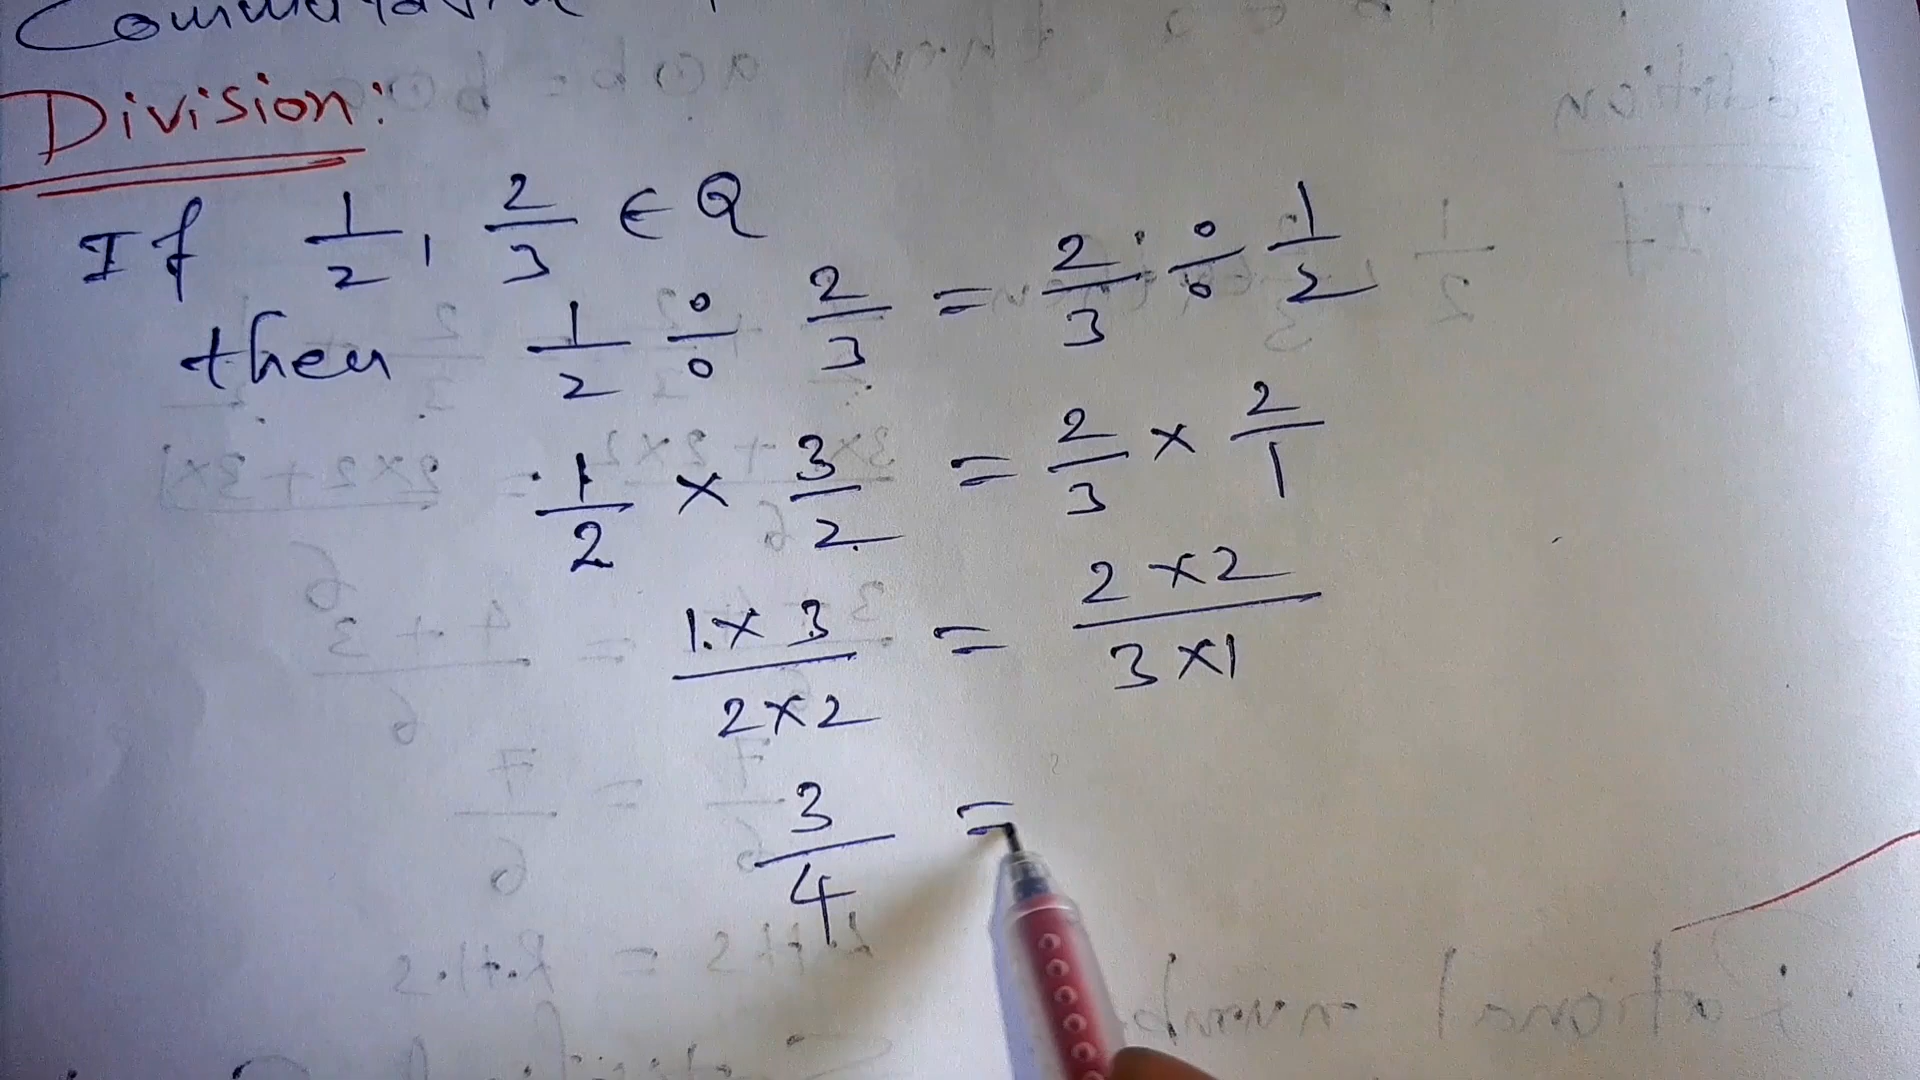 Commutative
Division:
If 1/2, 2/3 ∈ Q
then 1/2 ÷ 2/3 = 2/3 ÷ 1/2
1/2 × 3/2 = 2/3 × 2/1
1×3/2×2 = 2×2/3×1
3/4 =